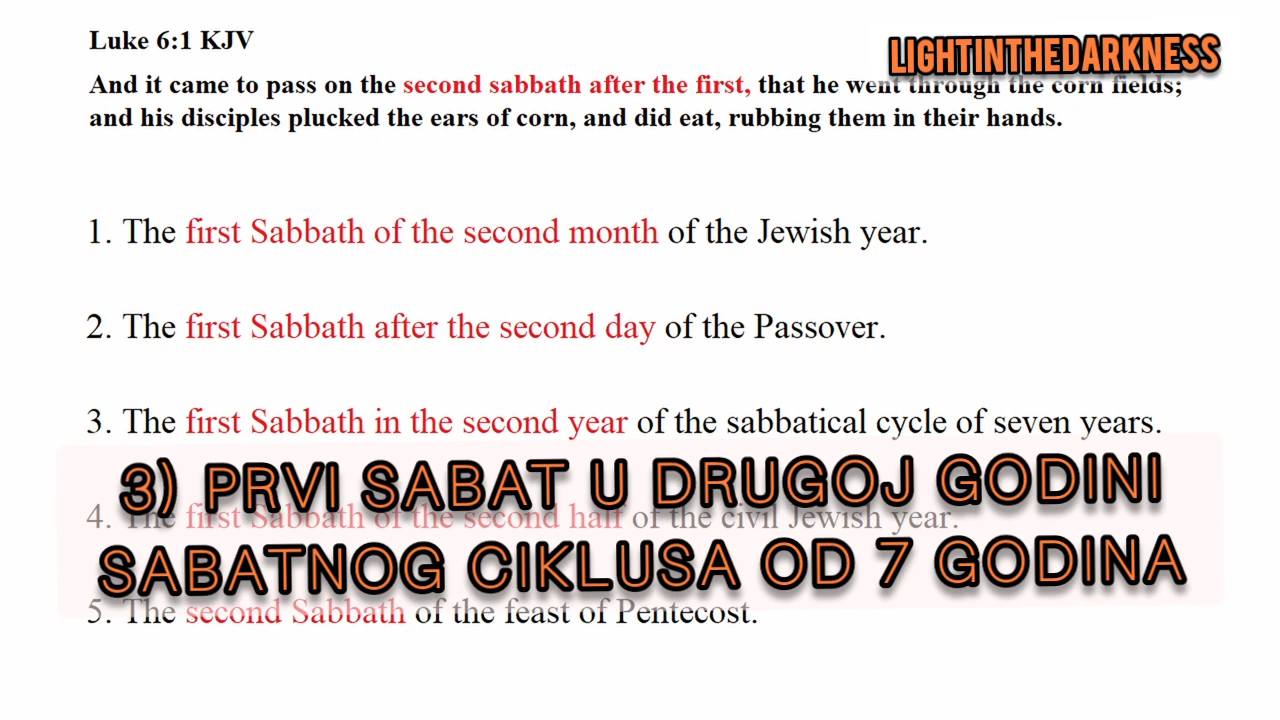 Luke 6:1 KJV
LIGHTINTHEDARKNESS
And it came to pass on the second sabbath after the first, that he went through the corn fields;
and his disciples plucked the ears of corn, and did eat, rubbing them in their hands.
1. The first Sabbath of the second month of the Jewish year.
2. The first Sabbath after the second day of the Passover.
3. The first Sabbath in the second year of the sabbatical cycle of seven years.
3) PRVI SABAT U DRUGOJ GODINI
4. The first Sabbath of the second half of the civil Jewish year.
SABATNOG CIKLUSA OD 7 GODINA
5. The second Sabbath of the feast of Pentecost.